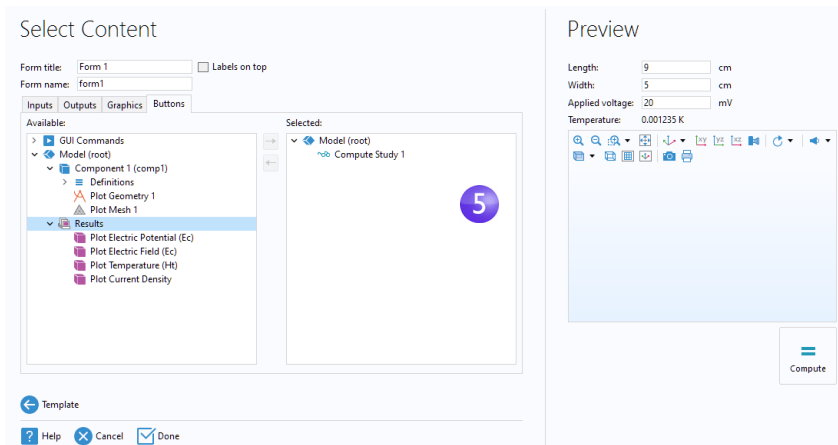 Select Content
Form title: Form 1 Labels on top
Form name: form1
Inputs Outputs Graphics Buttons
Available:
GUI Commands
Model (root)
Component 1 (comp1)
Definitions
Plot Geometry 1
Plot Mesh 1
Results
Plot Electric Potential (Ec)
Plot Electric Field (Ec)
Plot Temperature (Ht)
Plot Current Density
Selected:
Model (root)
Compute Study 1
5
Template
? Help Cancel Done
Preview
Length: 9 cm
Width: 5 cm
Applied voltage: 20 mV
Temperature: 0.001235 K
xy yz xz
Compute